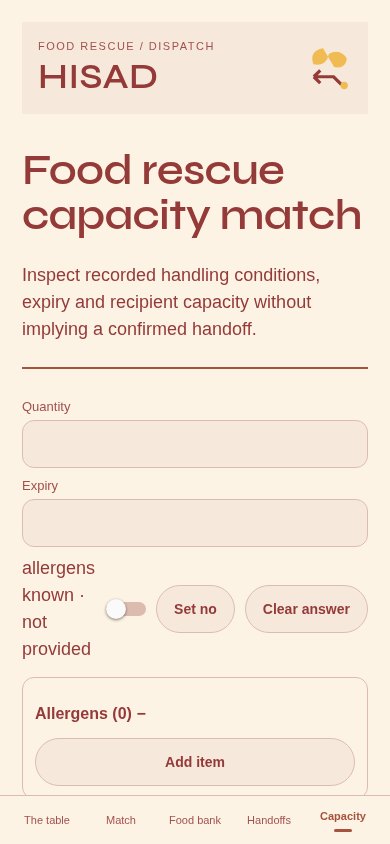 FOOD RESCUE / DISPATCH
HISAD
Food rescue
capacity match
Inspect recorded handling conditions,
expiry and recipient capacity without
implying a confirmed handoff.
Quantity
Expiry
allergens
known ·
not
provided
Set no
Clear answer
Allergens (0) –
Add item
The table
Match
Food bank
Handoffs
Capacity